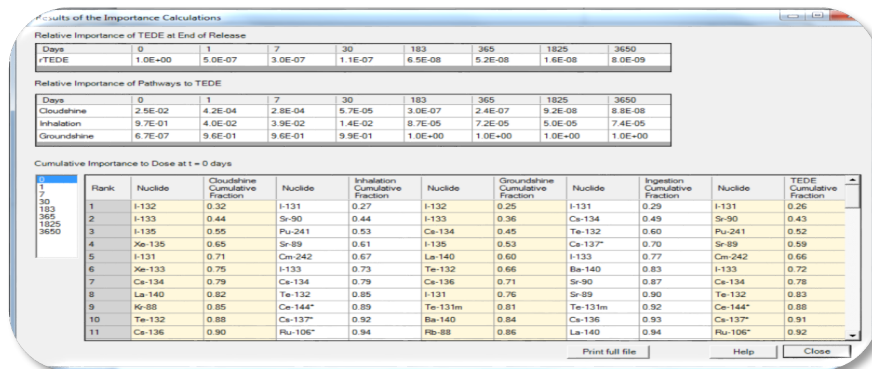 Results of the Importance Calculations
Relative Importance of TEDE at End of Release
Days 0 1 7 30 183 365 1825 3650
rTEDE 1.0E+00 5.0E-07 3.0E-07 1.1E-07 6.5E-08 5.2E-08 1.6E-08 8.0E-09
Relative Importance of Pathways to TEDE
Days 0 1 7 30 183 365 1825 3650
Cloudshine 2.5E-02 4.2E-04 2.8E-04 5.7E-05 3.0E-07 2.4E-07 9.2E-08 8.8E-08
Inhalation 9.7E-01 4.0E-02 3.9E-02 1.4E-02 8.7E-05 7.2E-05 5.0E-05 7.4E-05
Groundshine 6.7E-07 9.6E-01 9.6E-01 9.9E-01 1.0E+00 1.0E+00 1.0E+00 1.0E+00
Cumulative Importance to Dose at t = 0 days
0
1
7
30
183
365
1825
3650
Rank Nuclide Cloudshine Cumulative Fraction Nuclide Inhalation Cumulative Fraction Nuclide Groundshine Cumulative Fraction Nuclide Ingestion Cumulative Fraction Nuclide TEDE Cumulative Fraction
1 I-132 0.32 I-131 0.27 I-132 0.22 I-131 0.29 I-131 0.26
2 I-133 0.44 Sr-90 0.44 I-133 0.36 Cs-134 0.49 Sr-90 0.43
3 I-135 0.55 Pu-241 0.53 Cs-134 0.45 Te-132 0.60 Pu-241 0.52
4 Xe-135 0.65 Sr-89 0.61 I-135 0.53 Cs-137* 0.70 Sr-89 0.59
5 I-131 0.71 Cm-242 0.67 La-140 0.60 I-133 0.77 Cm-242 0.66
6 Xe-133 0.75 I-133 0.73 Te-132 0.66 Ba-140 0.83 I-133 0.72
7 Cs-134 0.79 Cs-134 0.79 Cs-137* 0.71 Sr-90 0.87 Cs-134 0.78
8 La-140 0.82 Te-132 0.85 I-131 0.76 Sr-89 0.90 Te-132 0.83
9 Kr-88 0.85 Ce-144* 0.89 Te-131m 0.81 Te-131m 0.92 Ce-144* 0.88
10 Te-132 0.88 Cs-137* 0.92 Ba-140 0.84 Cs-136 0.93 Cs-137* 0.91
11 Cs-136 0.90 Ru-106* 0.94 Rb-88 0.86 La-140 0.94 Ru-106* 0.92
Print full file Help Close